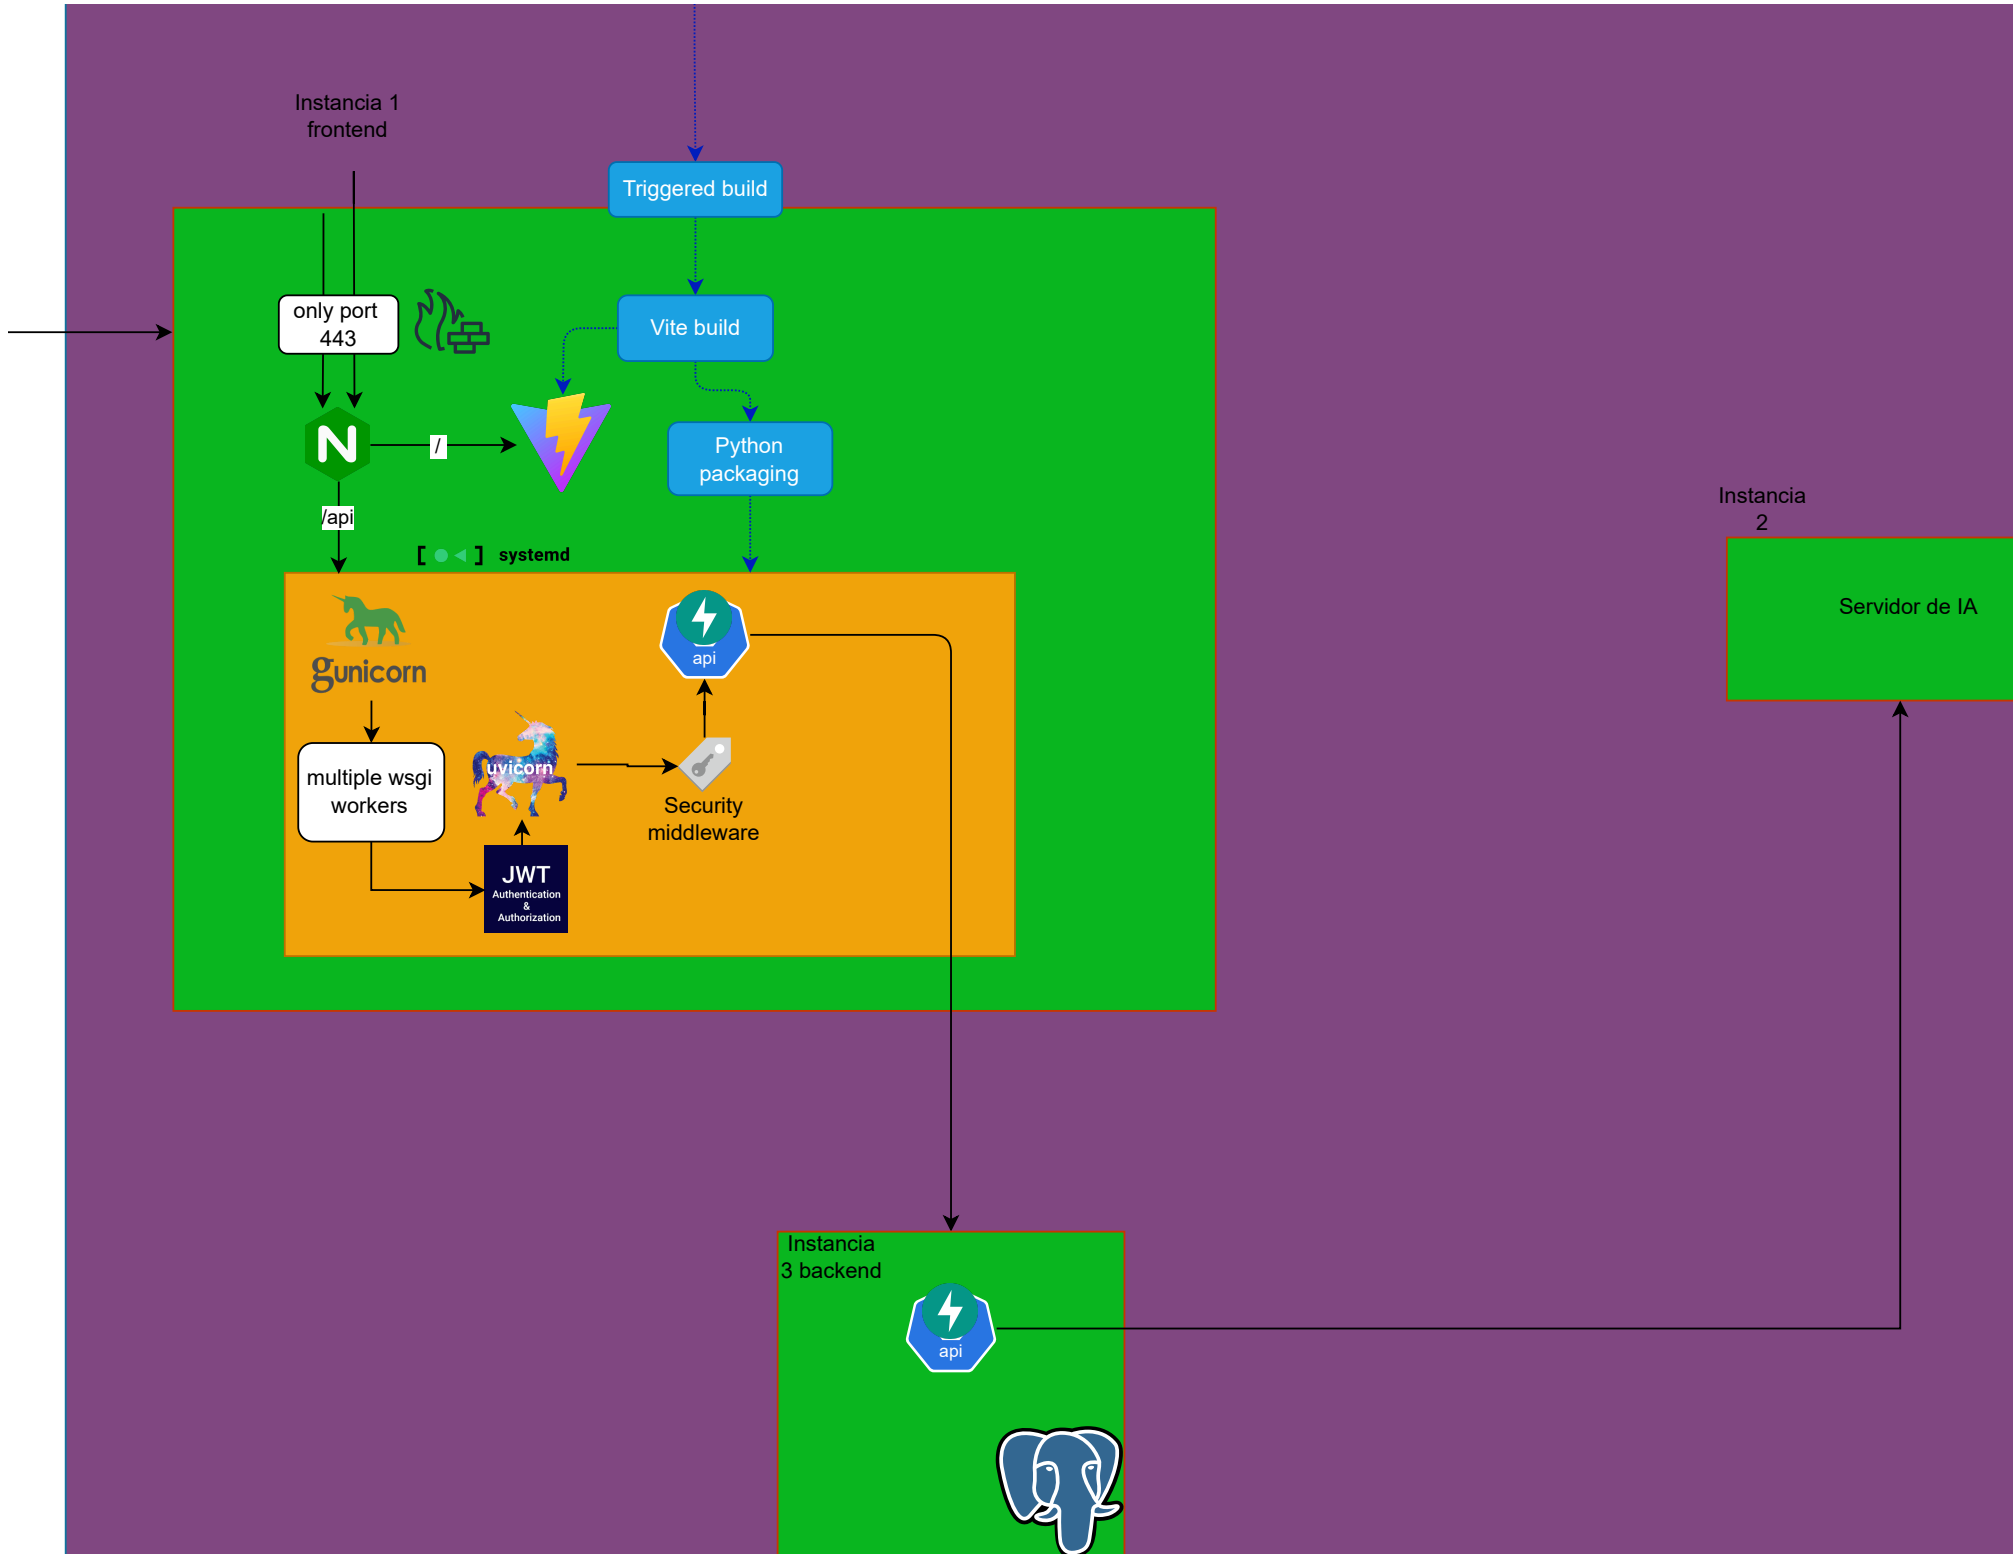 Instancia 1
frontend
Triggered build
only port
443
Vite build
/
Python
packaging
/api
systemd
Instancia
2
Servidor de IA
gunicorn
api
multiple wsgi
workers
uvicorn
Security
middleware
JWT
Authentication
&
Authorization
Instancia
3 backend
api